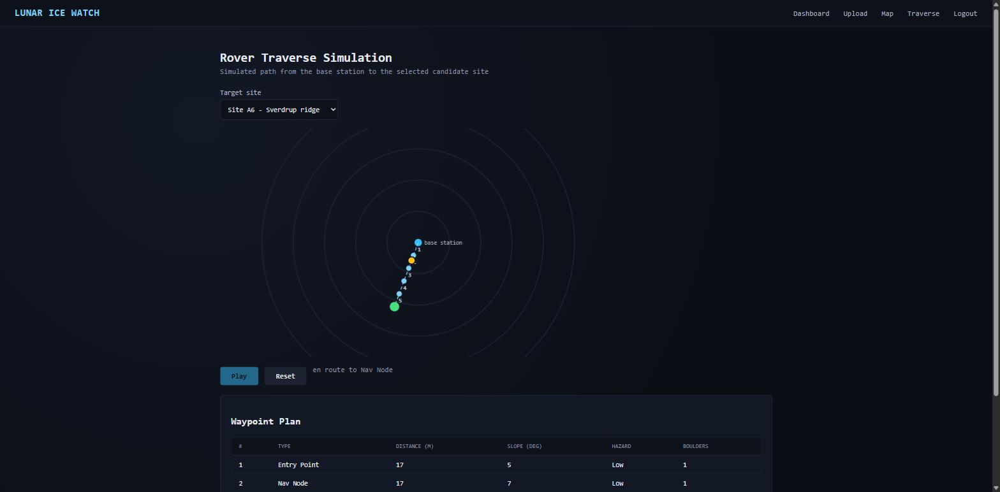 LUNAR ICE WATCH
Dashboard Upload Map Traverse Logout
Rover Traverse Simulation
Simulated path from the base station to the selected candidate site
Target site
Site A6 - Sverdrup ridge
base station
1
3
4
5
Play Reset en route to Nav Node
Waypoint Plan
# TYPE DISTANCE (M) SLOPE (DEG) HAZARD BOULDERS
1 Entry Point 17 5 Low 1
2 Nav Node 17 7 Low 1